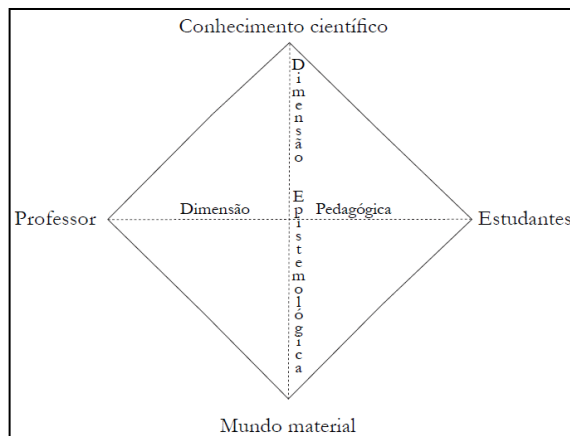 Conhecimento científico
Dimensão Epistemológica
Professor
Dimensão Pedagógica
Estudantes
Mundo material